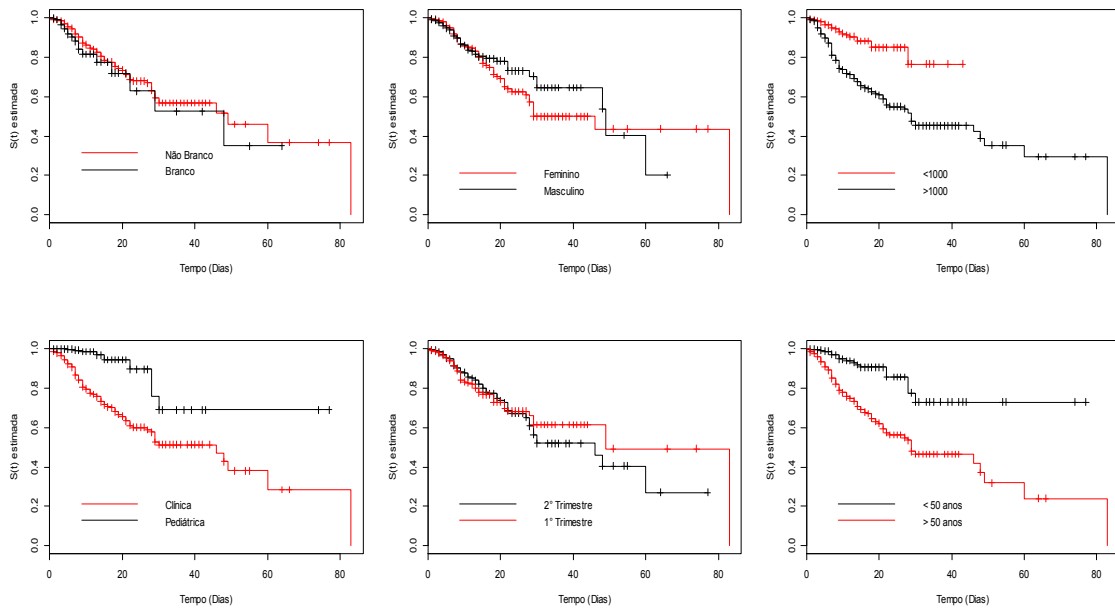 S(t) estimada
1.0
0.8
0.6
0.4
0.2
0.0
Não Branco
Branco
0 20 40 60 80
Tempo (Dias)
S(t) estimada
1.0
0.8
0.6
0.4
0.2
0.0
Feminino
Masculino
0 20 40 60 80
Tempo (Dias)
S(t) estimada
1.0
0.8
0.6
0.4
0.2
0.0
<1000
>1000
0 20 40 60 80
Tempo (Dias)
S(t) estimada
1.0
0.8
0.6
0.4
0.2
0.0
Clínica
Pediátrica
0 20 40 60 80
Tempo (Dias)
S(t) estimada
1.0
0.8
0.6
0.4
0.2
0.0
2° Trimestre
1° Trimestre
0 20 40 60 80
Tempo (Dias)
S(t) estimada
1.0
0.8
0.6
0.4
0.2
0.0
< 50 anos
> 50 anos
0 20 40 60 80
Tempo (Dias)